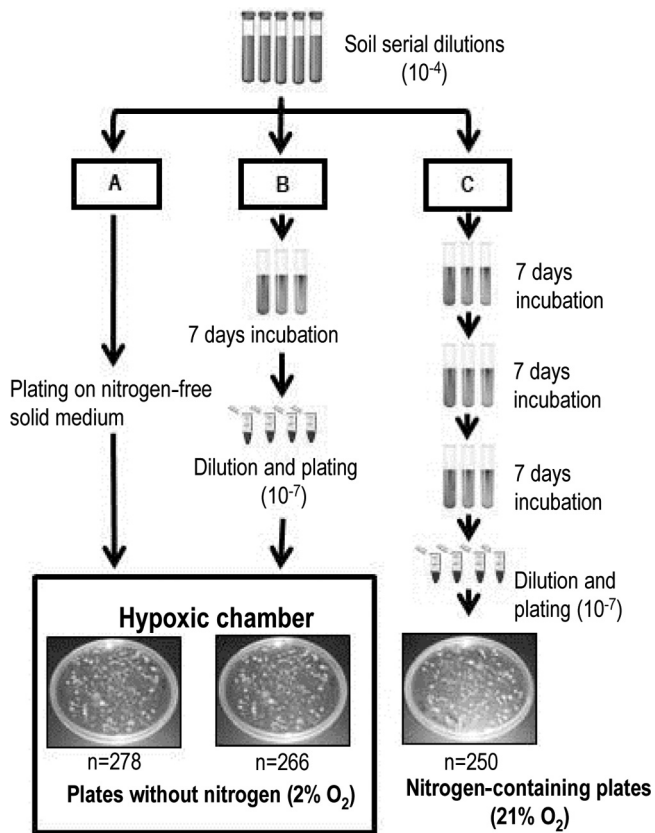 Soil serial dilutions
(10⁻⁴)
A
B
C
7 days incubation
Plating on nitrogen-free
solid medium
Dilution and plating
(10⁻⁷)
7 days
incubation
7 days
incubation
7 days
incubation
Dilution and
plating (10⁻⁷)
Hypoxic chamber
n=278
n=266
n=250
Plates without nitrogen (2% O₂)
Nitrogen-containing plates
(21% O₂)